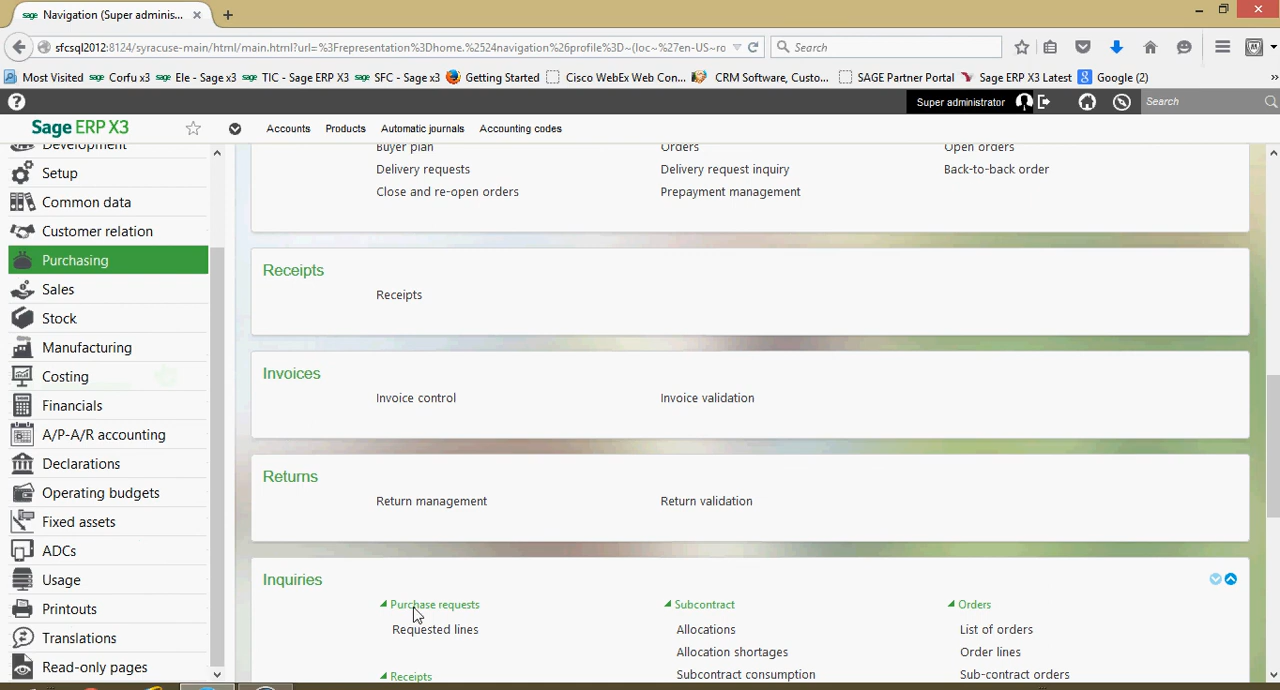 sage Navigation (Super adminis...
sfcsql2012:8124/syracuse-main/html/main.html?url=%3Frepresentation%3Dhome.%2524navigation%26profile%3D~(loc~%27en-US~ro
Search
Most Visited sage Corfu x3 sage Ele - Sage x3 sage TIC - Sage ERP X3 sage SFC - Sage x3 Getting Started Cisco WebEx Web Con... CRM Software, Custo... SAGE Partner Portal Sage ERP X3 Latest Google (2) »
? Super administrator Search
Sage ERP X3 Accounts Products Automatic journals Accounting codes
Development
Setup
Common data
Customer relation
Purchasing
Sales
Stock
Manufacturing
Costing
Financials
A/P-A/R accounting
Declarations
Operating budgets
Fixed assets
ADCs
Usage
Printouts
Translations
Read-only pages
Buyer plan Orders Open orders
Delivery requests Delivery request inquiry Back-to-back order
Close and re-open orders Prepayment management
Receipts
Receipts
Invoices
Invoice control Invoice validation
Returns
Return management Return validation
Inquiries
Purchase requests Subcontract Orders
Requested lines Allocations List of orders
Allocation shortages Order lines
Receipts Subcontract consumption Sub-contract orders